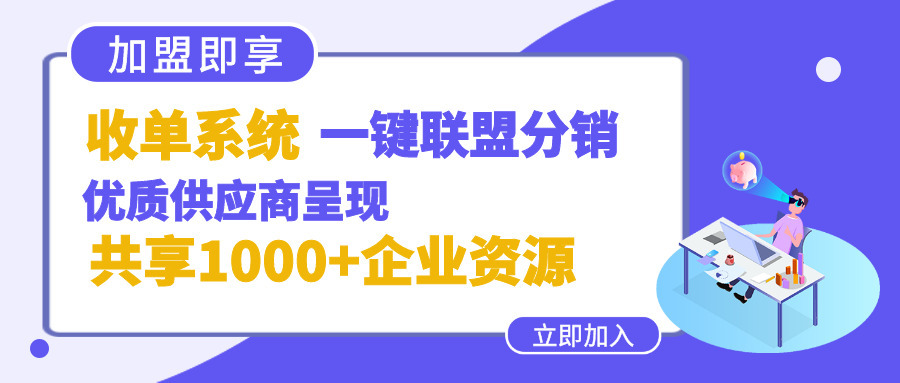 加盟即享
收单系统 一键联盟分销
优质供应商呈现
共享1000+企业资源
立即加入